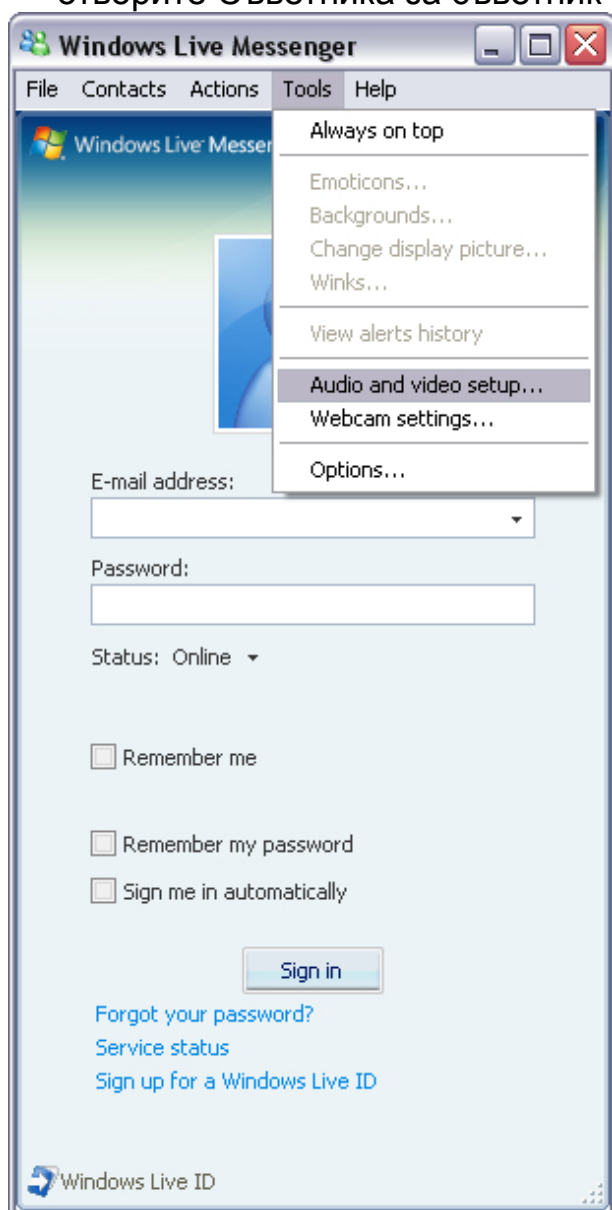 Windows Live Messenger
File Contacts Actions Tools Help
Windows Live Messen
Always on top
Emoticons...
Backgrounds...
Change display picture...
Winks...
View alerts history
Audio and video setup...
Webcam settings...
Options...
E-mail address:
Password:
Status: Online
Remember me
Remember my password
Sign me in automatically
Sign in
Forgot your password?
Service status
Sign up for a Windows Live ID
Windows Live ID